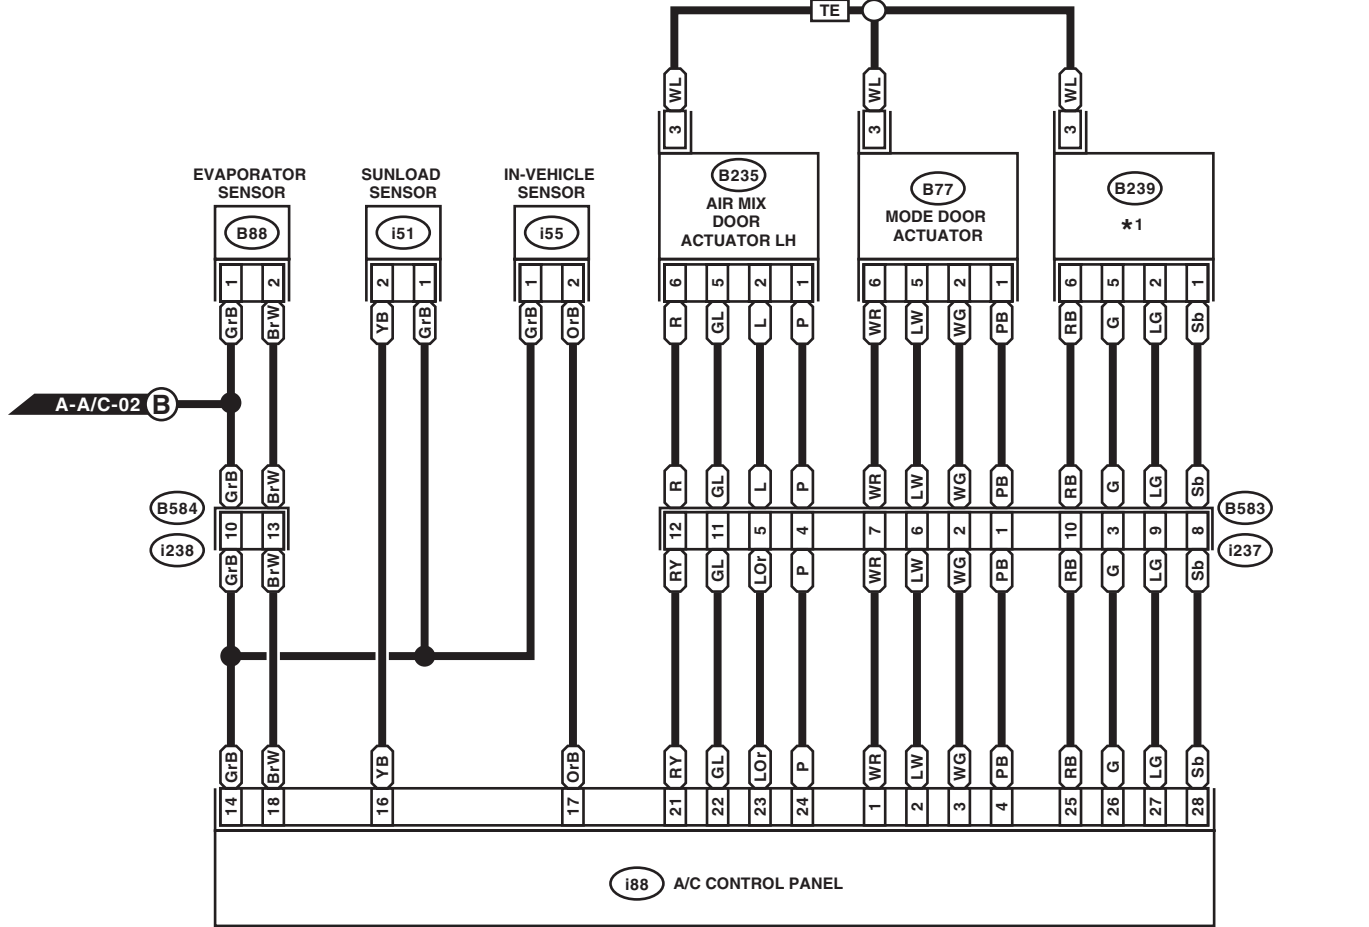 TE
WL WL WL
3 3 3
EVAPORATOR
SENSOR
SUNLOAD
SENSOR
IN-VEHICLE
SENSOR
B88
i51
i55
B235
AIR MIX
DOOR
ACTUATOR LH
B77
MODE DOOR
ACTUATOR
B239
*1
1 2 2 1 1 2 6 5 2 1 6 5 2 1 6 5 2 1
GrB BrW YB GrB GrB OrB R GL L P WR LW WG PB RB G LG Sb
A-A/C-02 B
GrB BrW R GL L P WR LW WG PB RB G LG Sb
B584 B583
10 13 12 11 5 4 7 6 2 1 10 3 9 8
i238 i237
GrB BrW RY GL LOr P WR LW WG PB RB G LG Sb
GrB BrW YB OrB RY GL LOr P WR LW WG PB RB G LG Sb
14 18 16 17 21 22 23 24 1 2 3 4 25 26 27 28
i88 A/C CONTROL PANEL